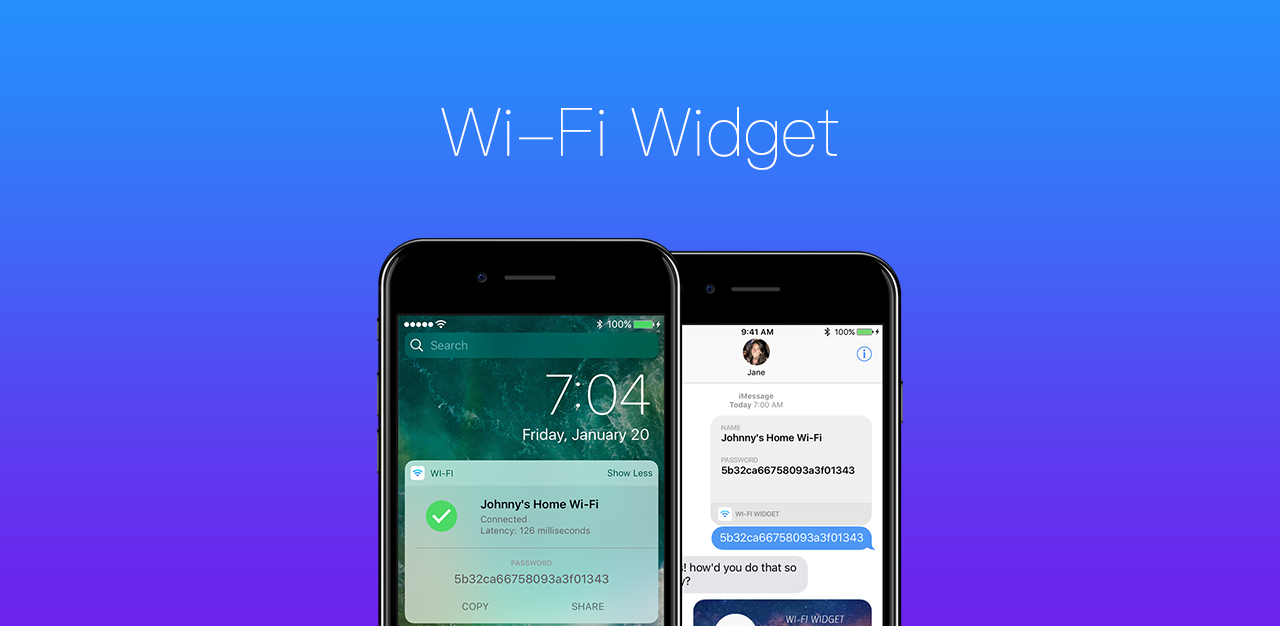 Wi-Fi Widget
100%
Search
7:04
Friday, January 20
WI-FI
Show Less
Johnny's Home Wi-Fi
Connected
Latency: 126 milliseconds
PASSWORD
5b32ca66758093a3f01343
COPY
SHARE
9:41 AM
100%
Jane
iMessage
Today 7:00 AM
NAME
Johnny's Home Wi-Fi
PASSWORD
5b32ca66758093a3f01343
WI-FI WIDGET
5b32ca66758093a3f01343
! how'd you do that so
y?
WI-FI WIDGET